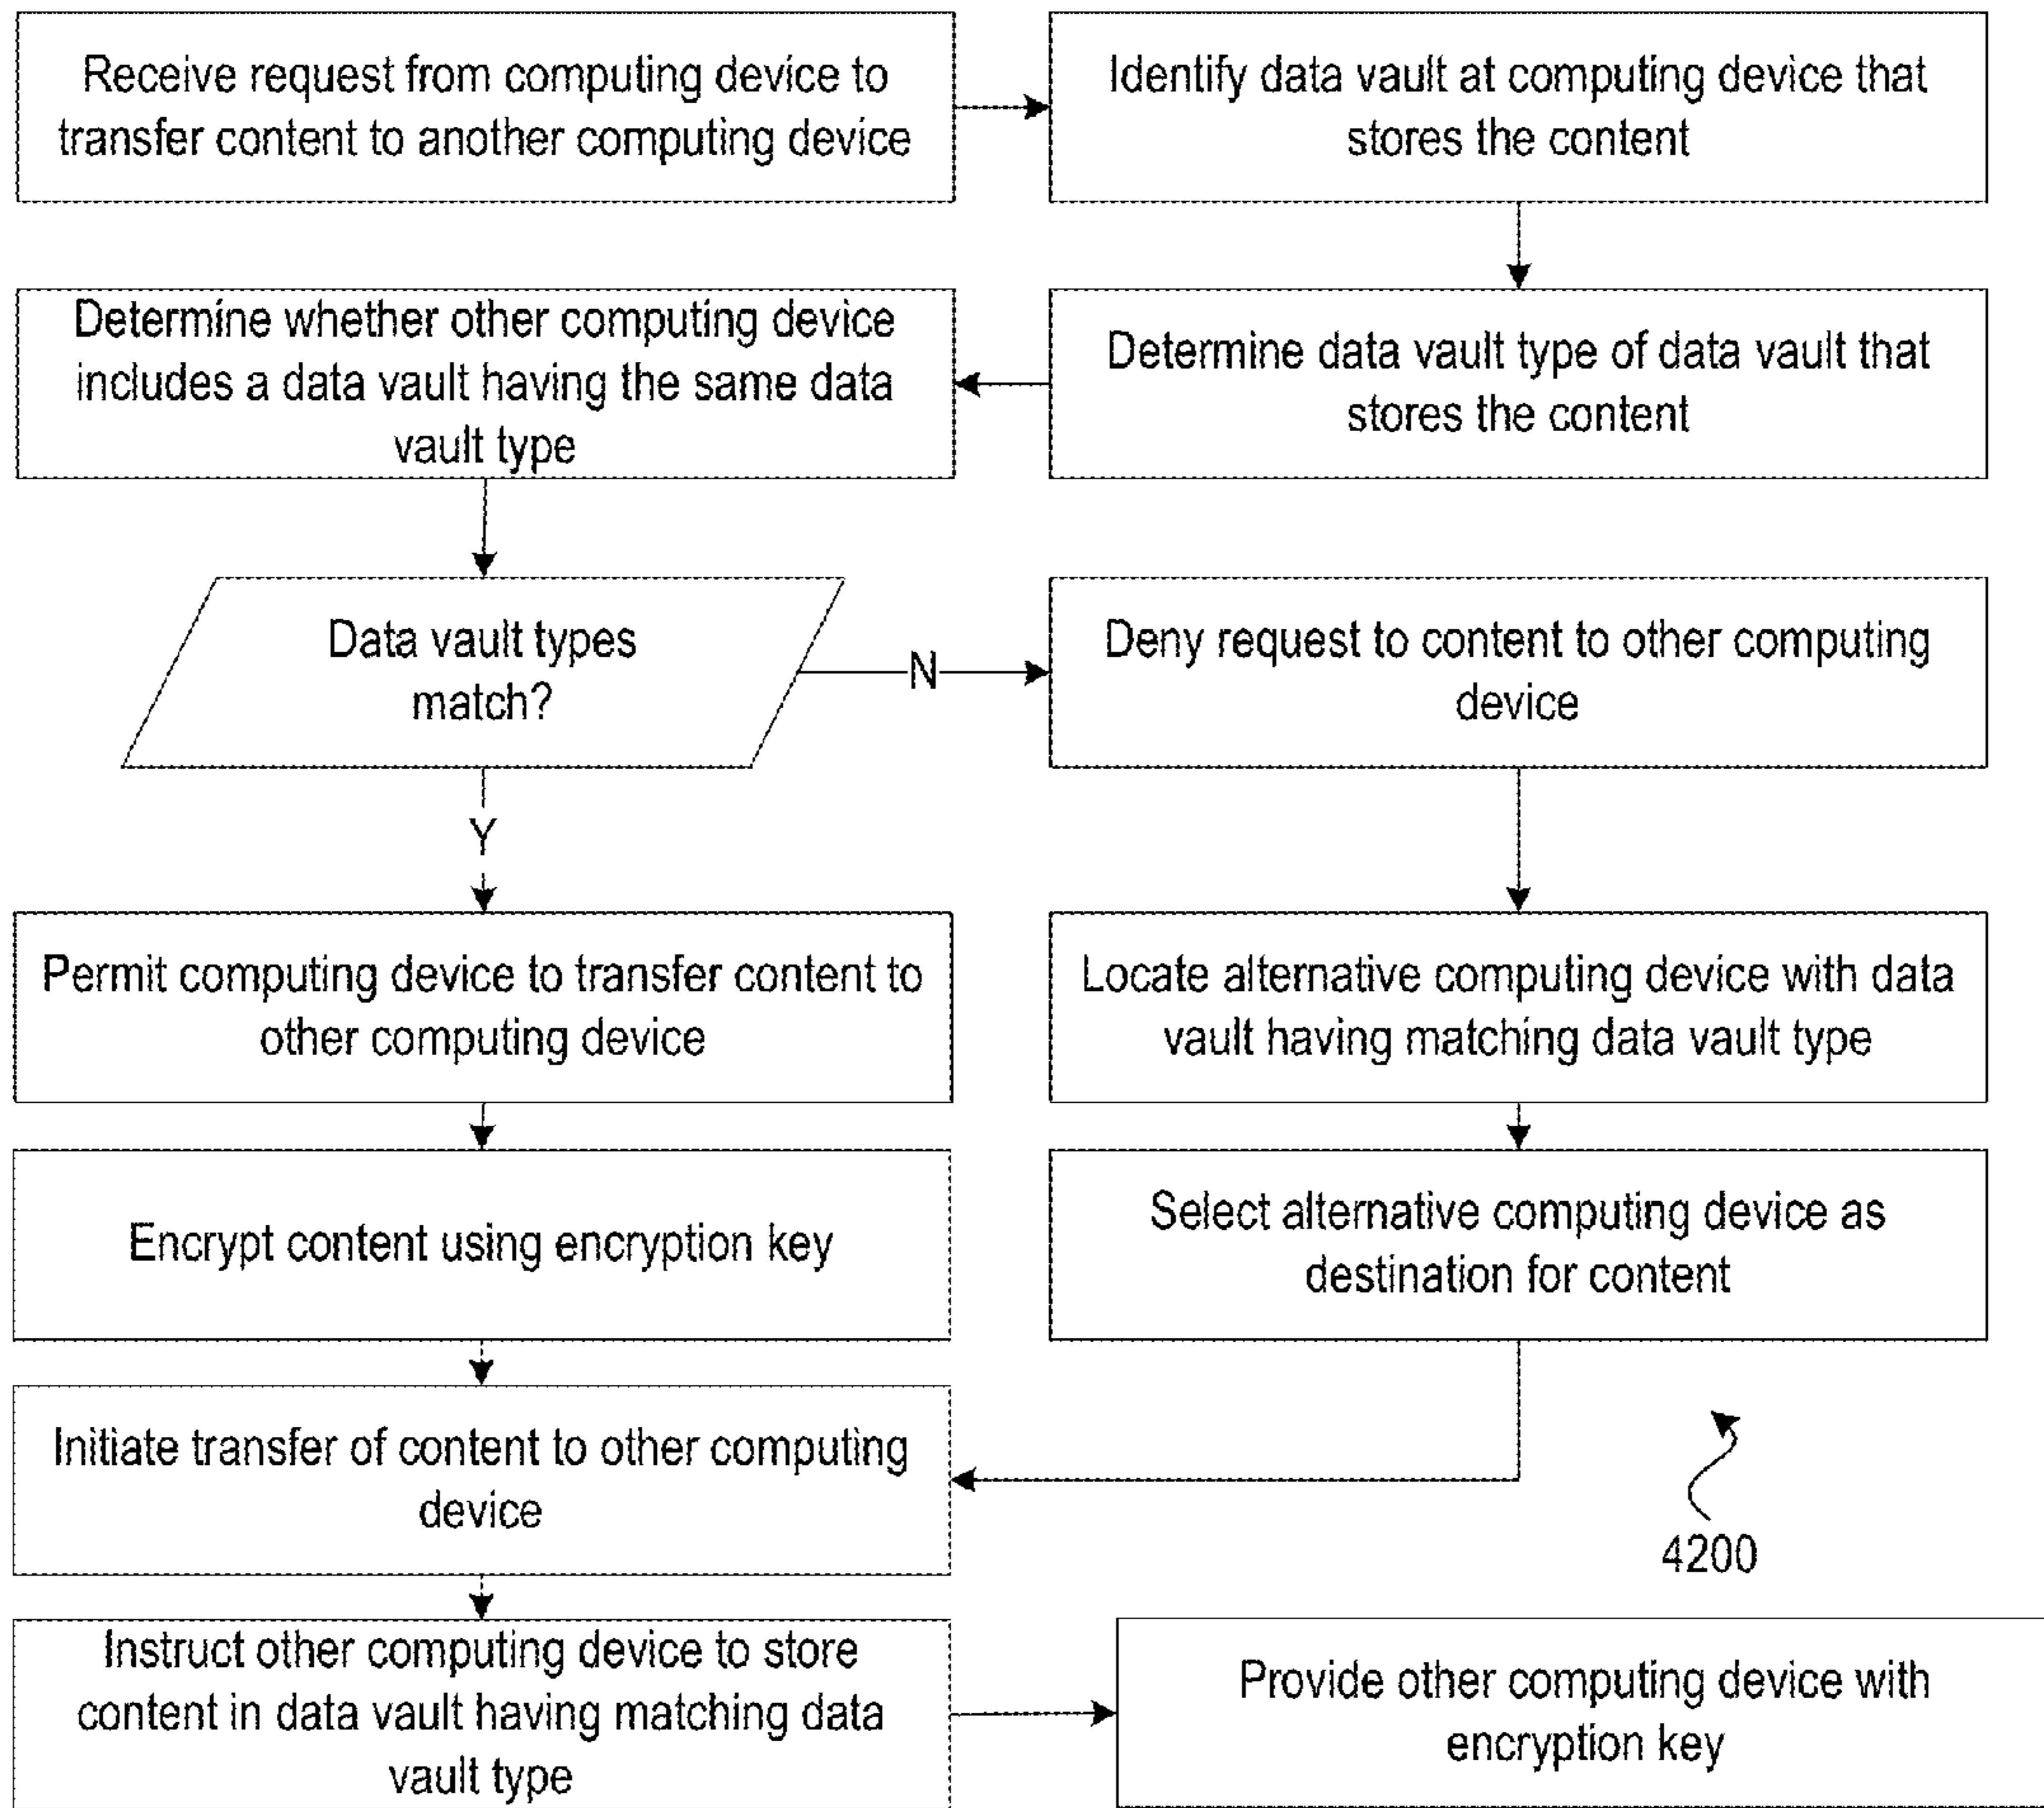 Receive request from computing device to
transfer content to another computing device
Identify data vault at computing device that
stores the content
Determine data vault type of data vault that
stores the content
Determine whether other computing device
includes a data vault having the same data
vault type
Data vault types
match?
N
Deny request to content to other computing
device
Y
Permit computing device to transfer content to
other computing device
Locate alternative computing device with data
vault having matching data vault type
Encrypt content using encryption key
Select alternative computing device as
destination for content
Initiate transfer of content to other computing
device
4200
Instruct other computing device to store
content in data vault having matching data
vault type
Provide other computing device with
encryption key